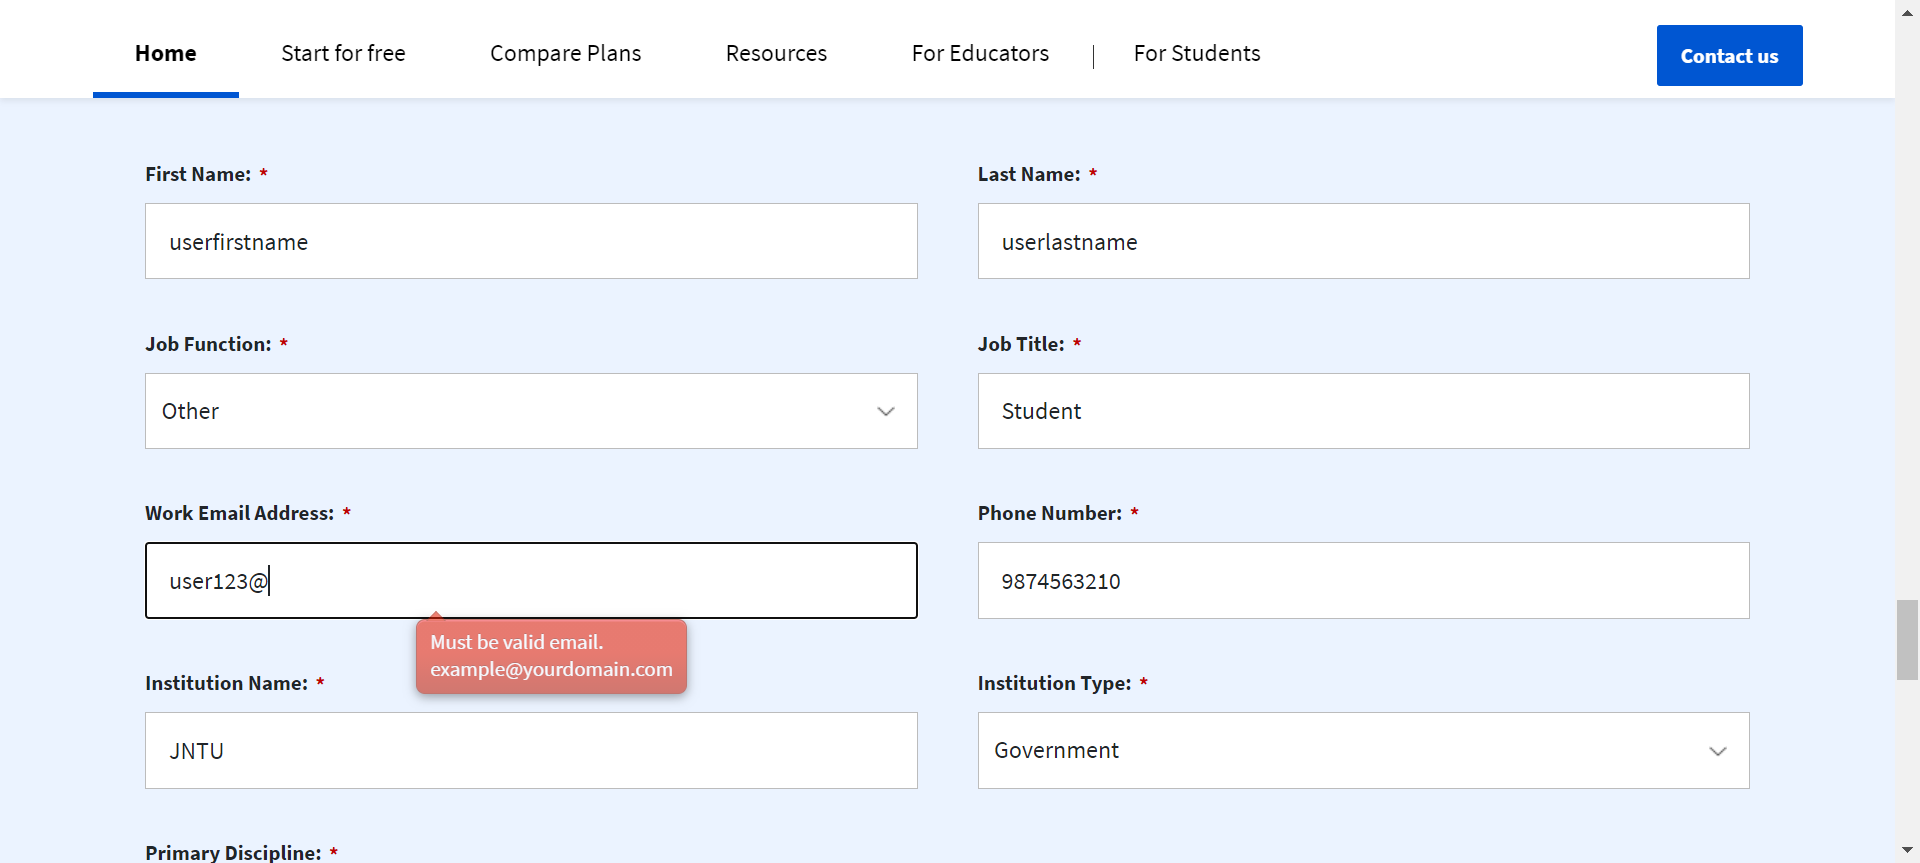 Home
Start for free
Compare Plans
Resources
For Educators
|
For Students
Contact us
First Name: *
Last Name: *
userfirstname
userlastname
Job Function: *
Job Title: *
Other
Student
Work Email Address: *
Phone Number: *
user123@
9874563210
Must be valid email.
example@yourdomain.com
Institution Name: *
Institution Type: *
JNTU
Government
Primary Discipline: *